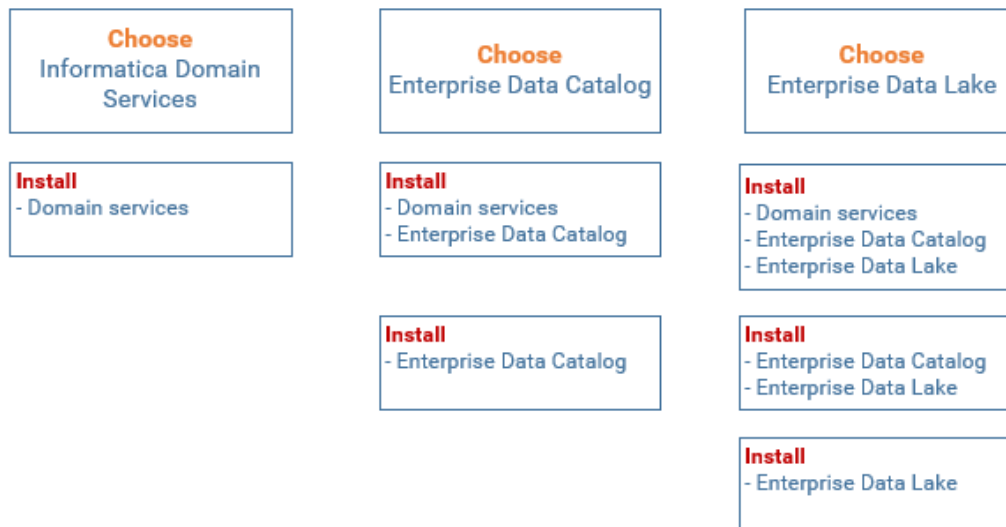 Choose
Informatica Domain
Services
Choose
Enterprise Data Catalog
Choose
Enterprise Data Lake
Install
- Domain services
Install
- Domain services
- Enterprise Data Catalog
Install
- Domain services
- Enterprise Data Catalog
- Enterprise Data Lake
Install
- Enterprise Data Catalog
Install
- Enterprise Data Catalog
- Enterprise Data Lake
Install
- Enterprise Data Lake